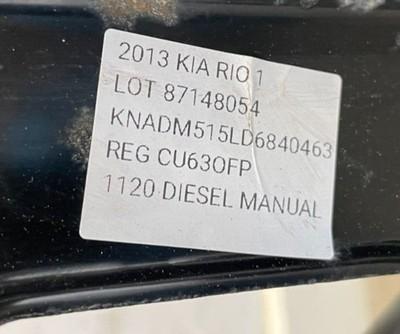 2013 KIA RIO 1
LOT 87148054
KNADM515LD6840463
REG CU63OFP
1120 DIESEL MANUAL